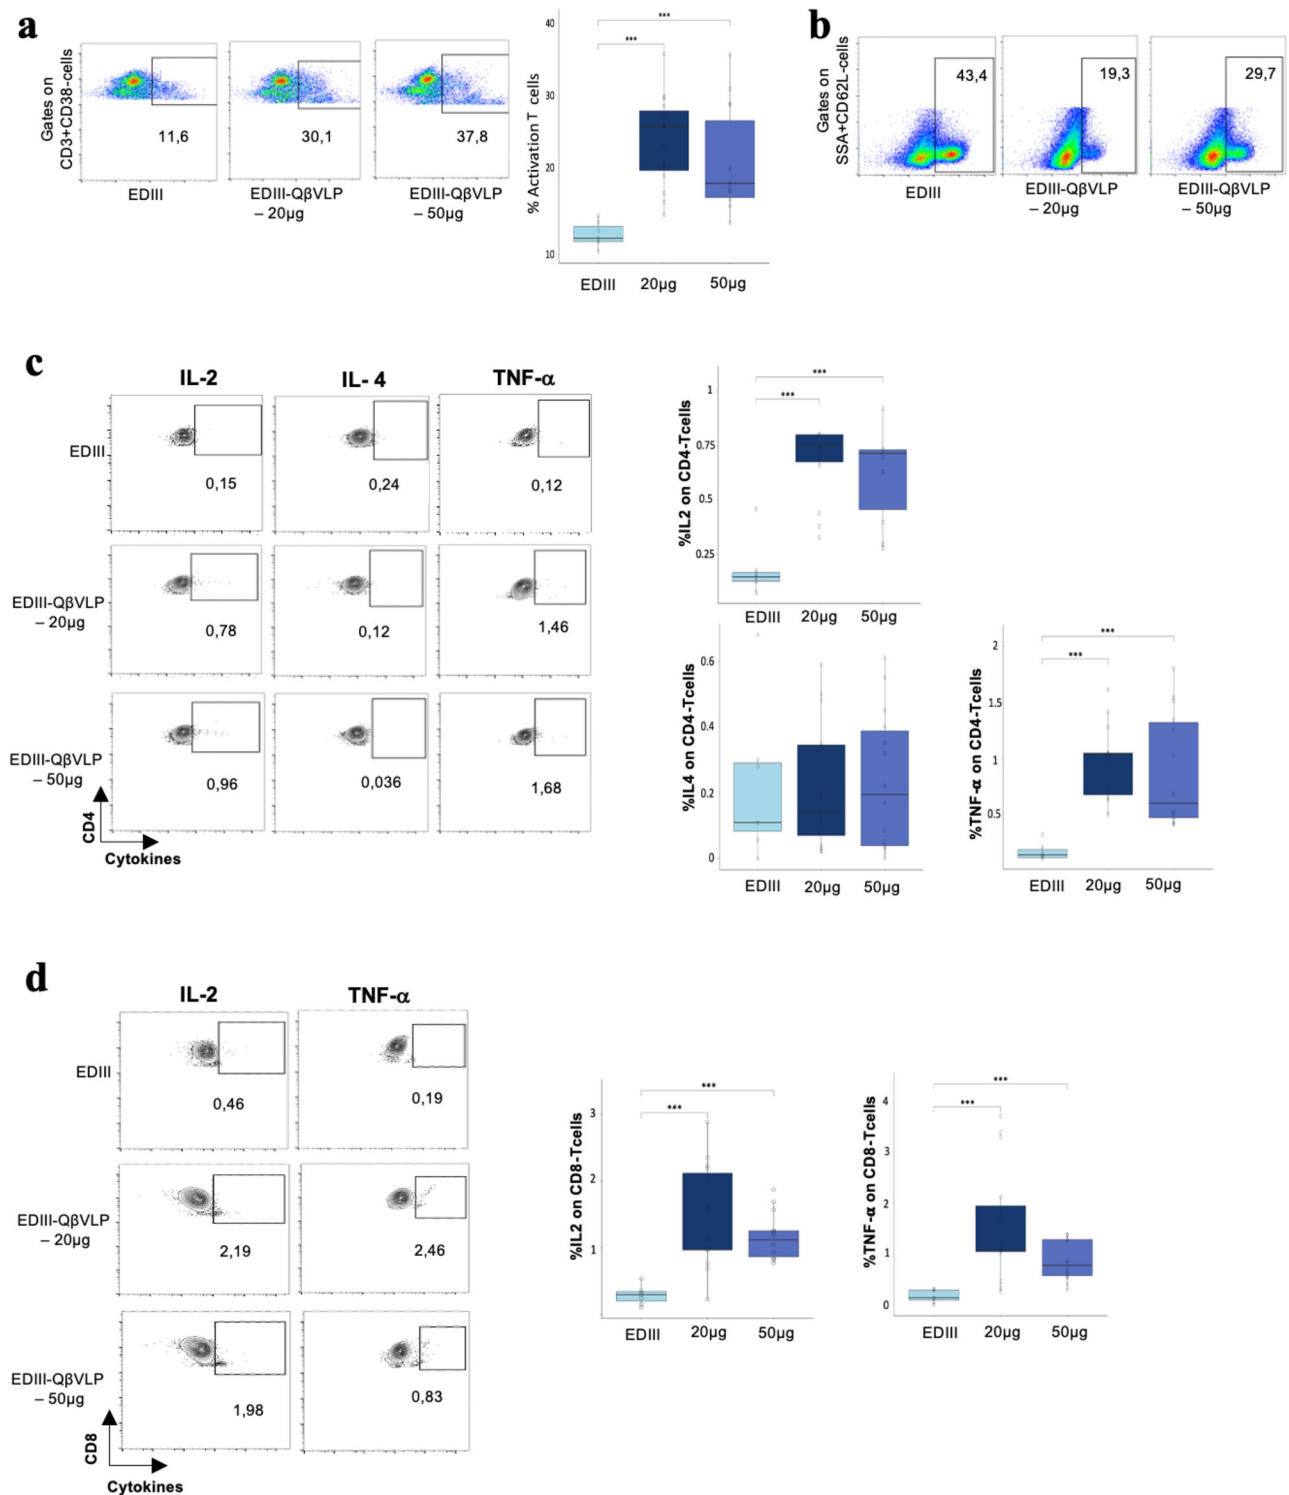 a
Gates on
CD3+CD38-cells
11,6
30,1
37,8
EDIII
EDIII-QβVLP
– 20µg
EDIII-QβVLP
– 50µg
% Activation T cells
40
30
20
10
***
***
EDIII
20µg
50µg
b
Gates on
SSA+CD62L-cells
43,4
19,3
29,7
EDIII
EDIII-QβVLP
– 20µg
EDIII-QβVLP
– 50µg
c
IL-2
IL- 4
TNF-α
EDIII
0,15
0,24
0,12
EDIII-QβVLP
– 20µg
0,78
0,12
1,46
EDIII-QβVLP
– 50µg
0,96
0,036
1,68
CD4
Cytokines
%IL2 on CD4-Tcells
1
0.75
0.5
0.25
***
***
EDIII
20µg
50µg
%IL4 on CD4-Tcells
0.6
0.4
0.2
0
EDIII
20µg
50µg
%TNF-α on CD4-Tcells
2
1.5
1
0.5
***
***
EDIII
20µg
50µg
d
IL-2
TNF-α
EDIII
0,46
0,19
EDIII-QβVLP
– 20µg
2,19
2,46
EDIII-QβVLP
– 50µg
1,98
0,83
CD8
Cytokines
%IL2 on CD8-Tcells
3
2
1
***
***
EDIII
20µg
50µg
%TNF-α on CD8-Tcells
4
3
2
1
0
***
***
EDIII
20µg
50µg